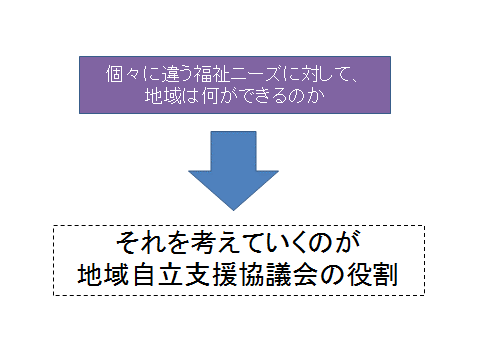 個々に違う福祉ニーズに対して、
地域は何ができるのか
それを考えていくのが
地域自立支援協議会の役割